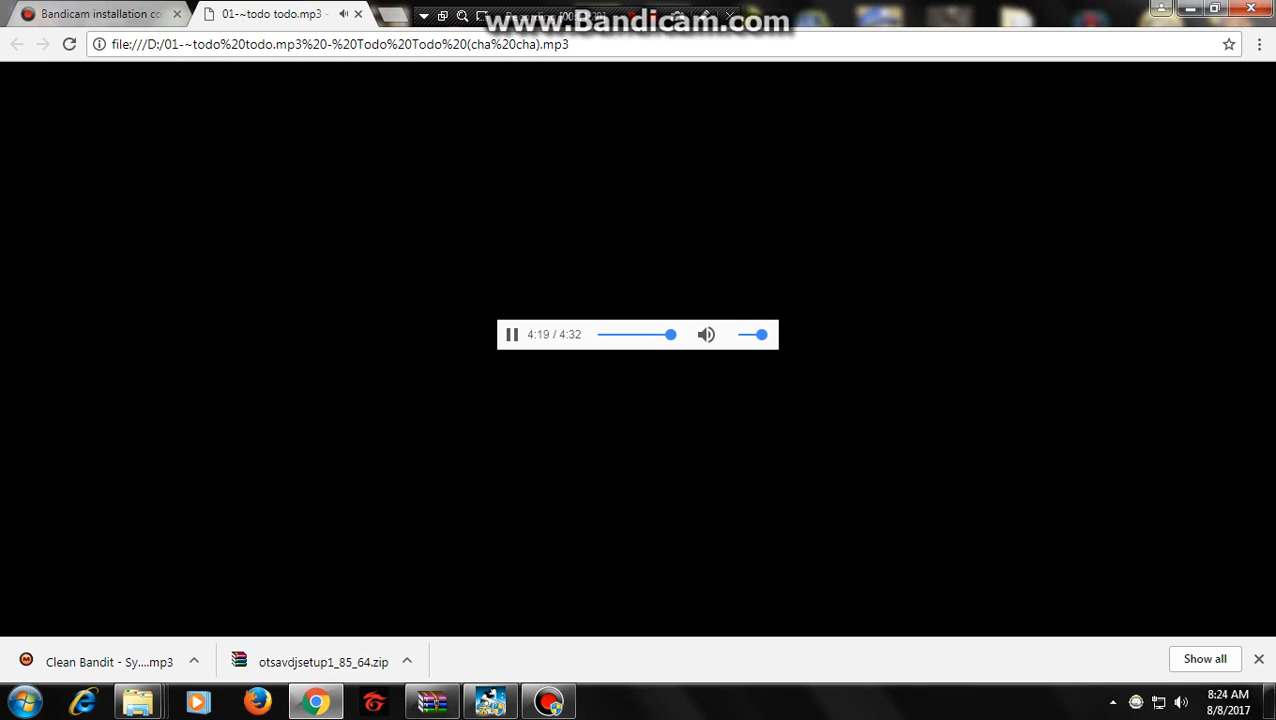 www.Bandicam.com
Bandicam installation co
01-~todo todo.mp3 -
file:///D:/01-~todo%20todo.mp3%20-%20Todo%20Todo%20(cha%20cha).mp3
4:19 / 4:32
Clean Bandit - Sy....mp3
otsavdjsetup1_85_64.zip
Show all
8:24 AM
8/8/2017